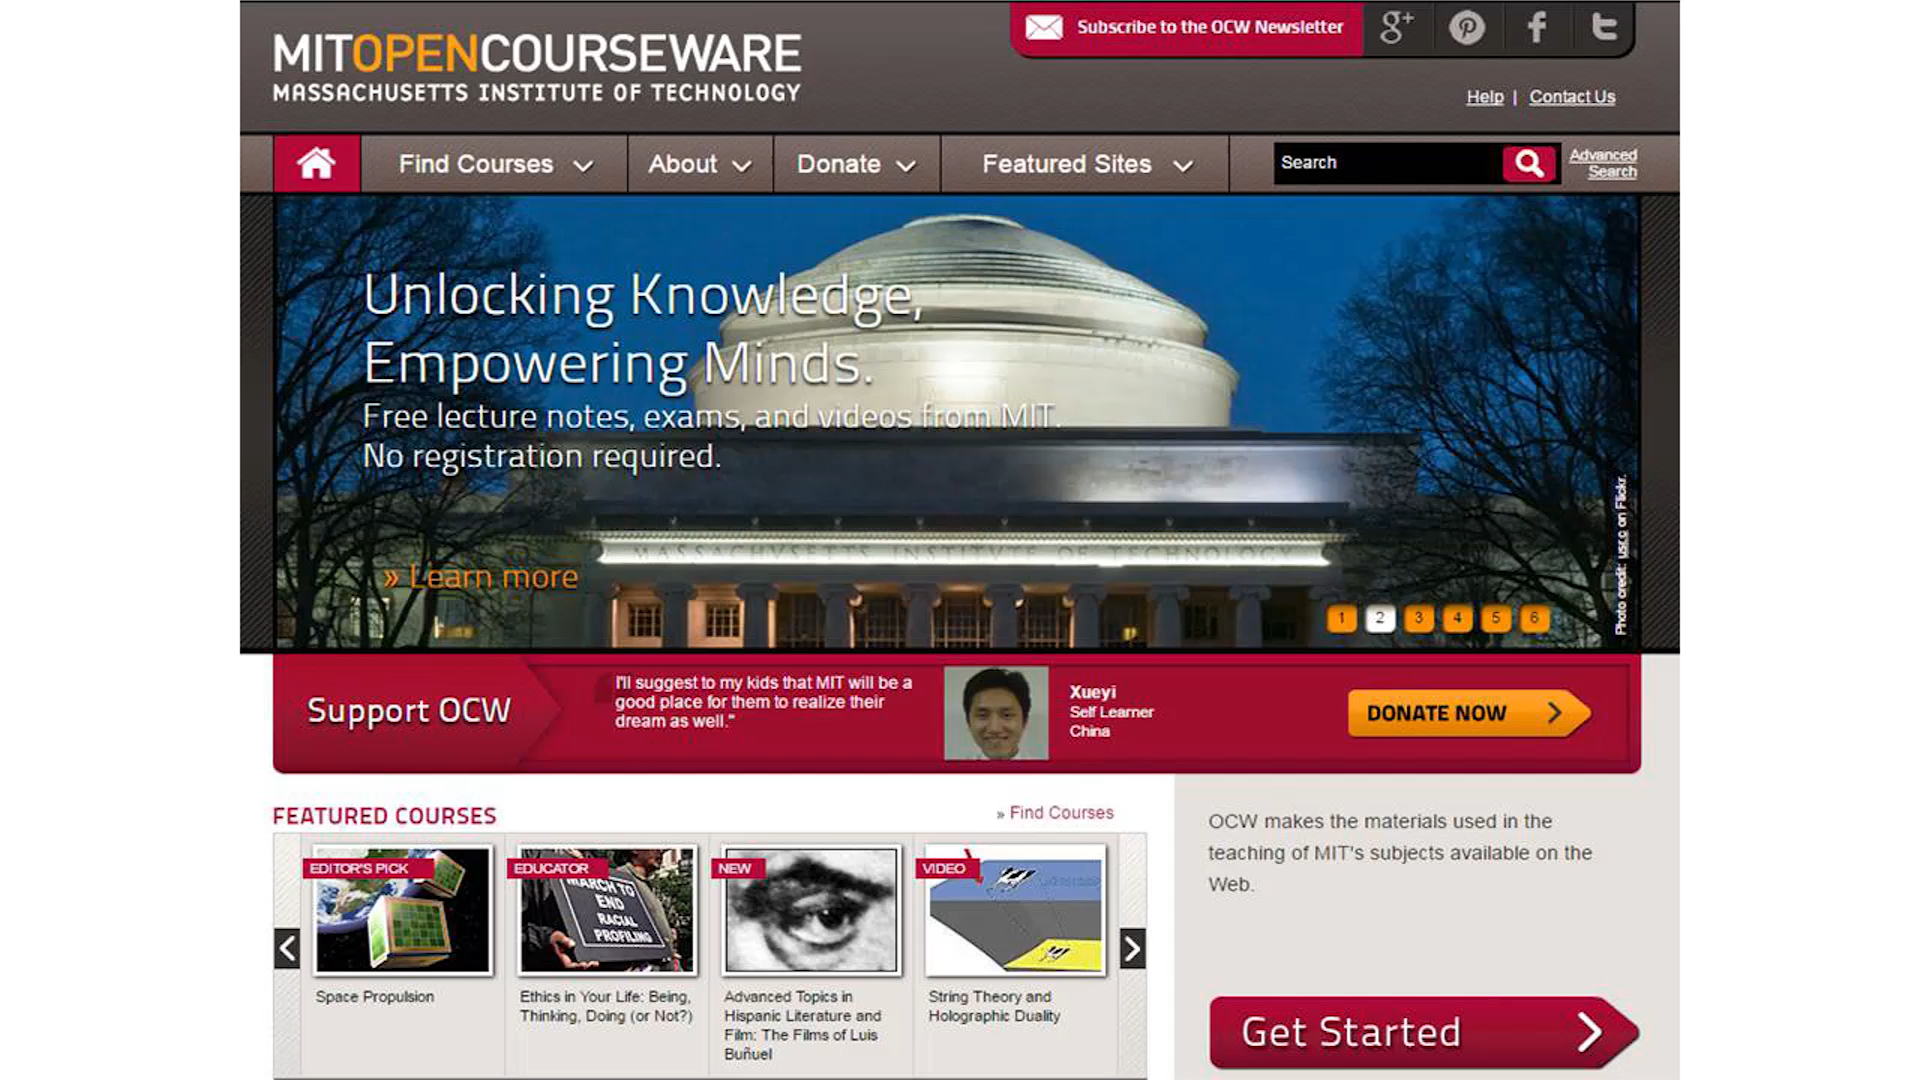 Subscribe to the OCW Newsletter
g+
MITOPENCOURSEWARE
MASSACHUSETTS INSTITUTE OF TECHNOLOGY
Help | Contact Us
Find Courses
About
Donate
Featured Sites
Search
Advanced
Search
Unlocking Knowledge,
Empowering Minds.
Free lecture notes, exams, and videos from MIT.
No registration required.
MASSACHVSETTS INSTITVTE OF TECHNOLOGY
» Learn more
1 2 3 4 5 6
Photo credit: usr.c on Flickr.
Support OCW
"I'll suggest to my kids that MIT will be a
good place for them to realize their
dream as well."
Xueyi
Self Learner
China
DONATE NOW
FEATURED COURSES
» Find Courses
EDITOR'S PICK
Space Propulsion
EDUCATOR
MARCH TO
END
RACIAL
PROFILING
Ethics in Your Life: Being,
Thinking, Doing (or Not?)
NEW
Advanced Topics in
Hispanic Literature and
Film: The Films of Luis
Buñuel
VIDEO
String Theory and
Holographic Duality
OCW makes the materials used in the
teaching of MIT's subjects available on the
Web.
Get Started